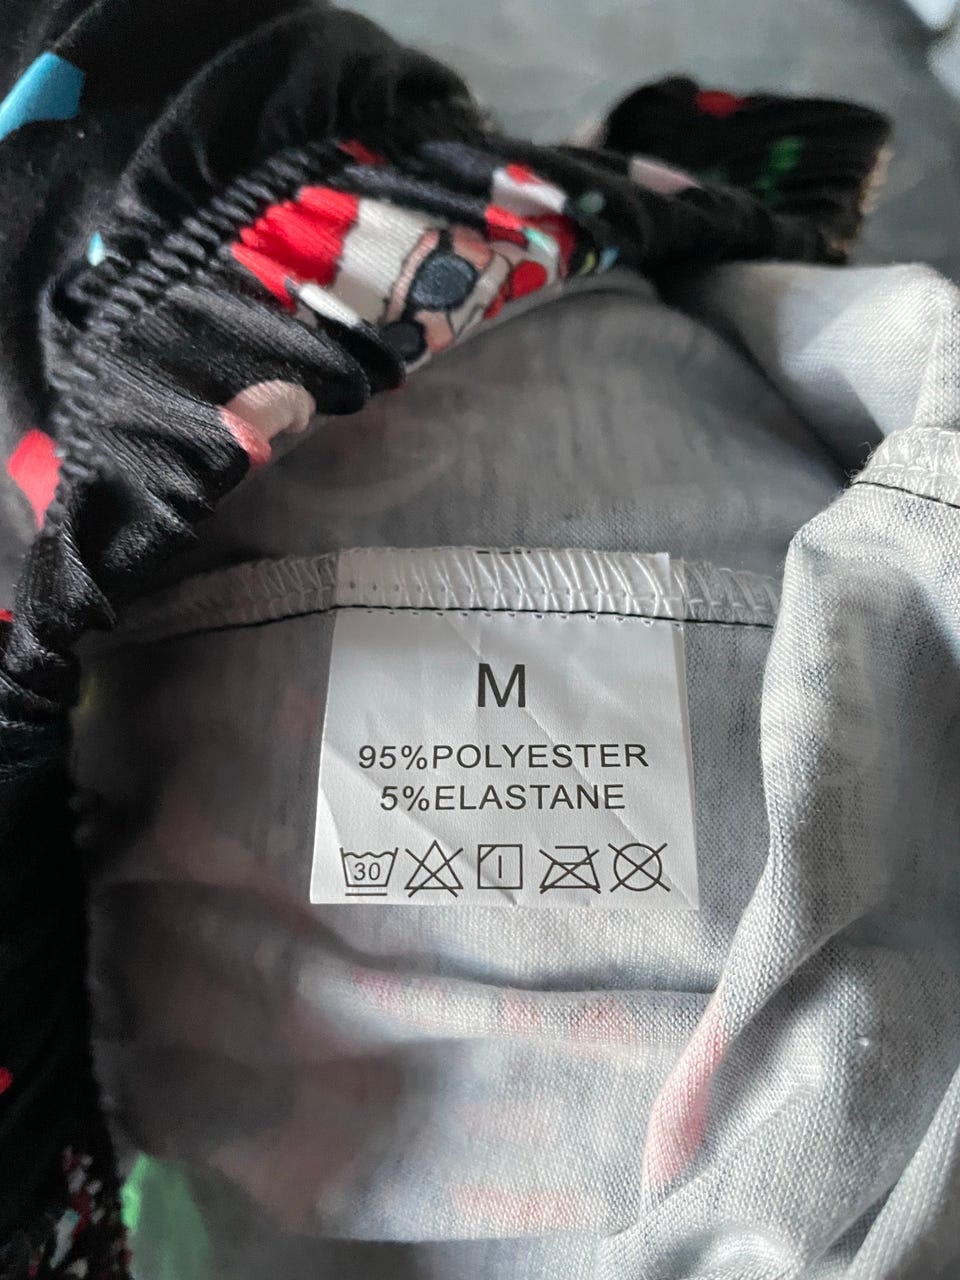 M
95%POLYESTER
5%ELASTANE
30